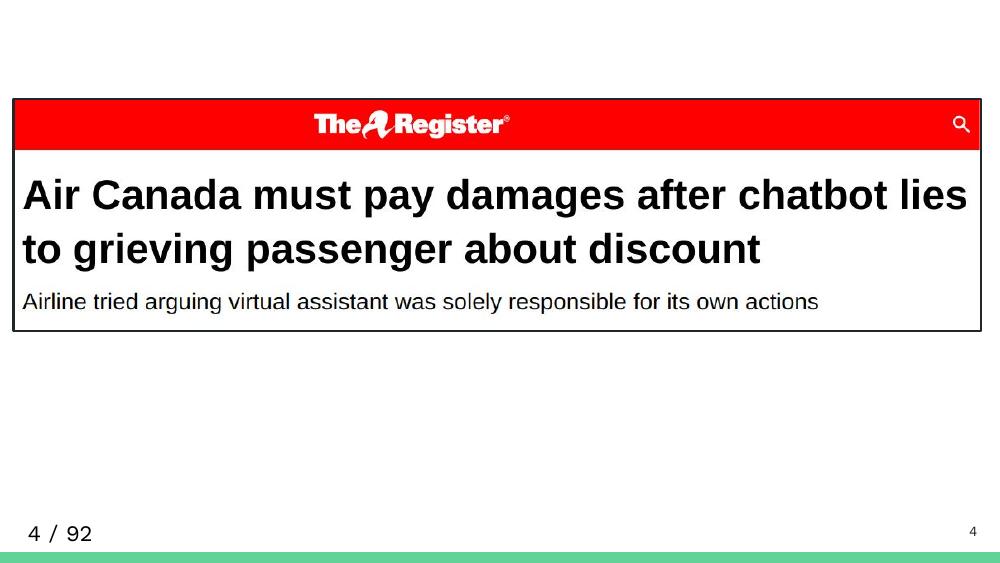 The Register®
Air Canada must pay damages after chatbot lies
to grieving passenger about discount
Airline tried arguing virtual assistant was solely responsible for its own actions
4 / 92
4